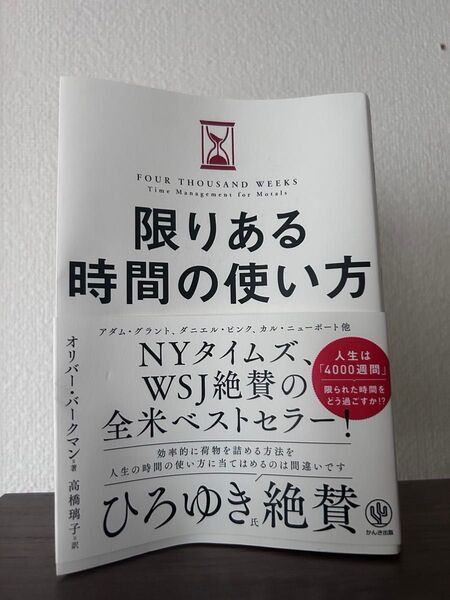 FOUR THOUSAND WEEKS
Time Management for Mortals
限りある
時間の使い方
アダム・グラント、ダニエル・ピンク、カル・ニューポート他
NYタイムズ、
WSJ絶賛の
全米ベストセラー！
人生は
「4000週間」
限られた時間を
どう過ごすか!?
効率的に荷物を詰める方法を
人生の時間の使い方に当てはめるのは間違いです
ひろゆき氏絶賛
オリバー・バークマン=著
高橋璃子=訳
かんき出版